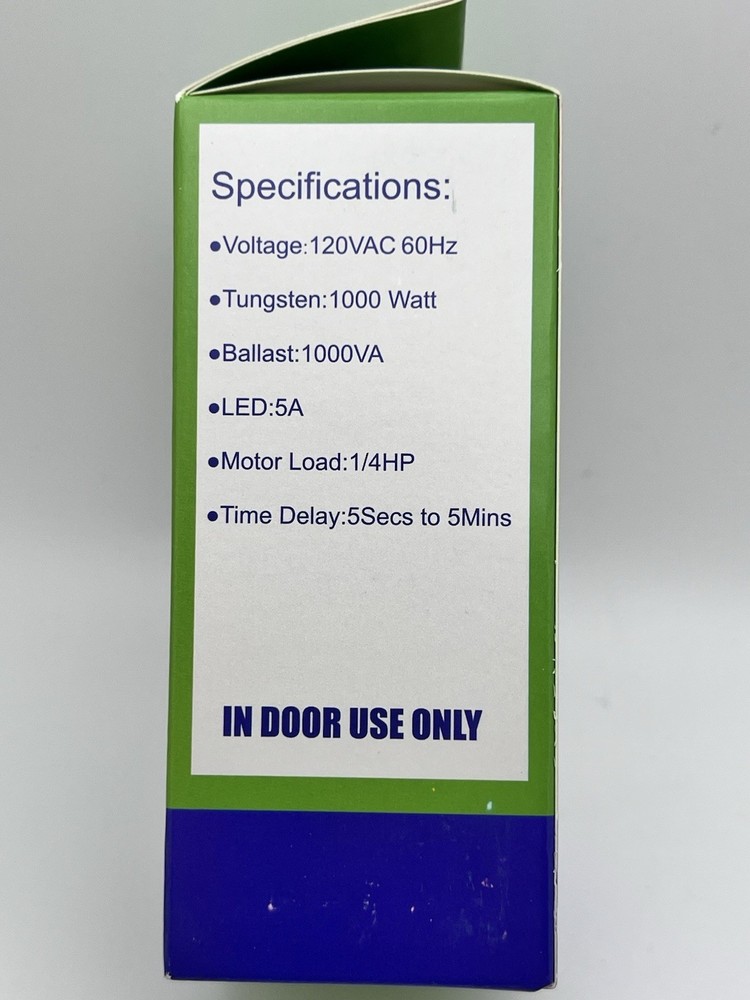 Specifications:
●Voltage:120VAC 60Hz
●Tungsten:1000 Watt
●Ballast:1000VA
●LED:5A
●Motor Load:1/4HP
●Time Delay:5Secs to 5Mins
IN DOOR USE ONLY